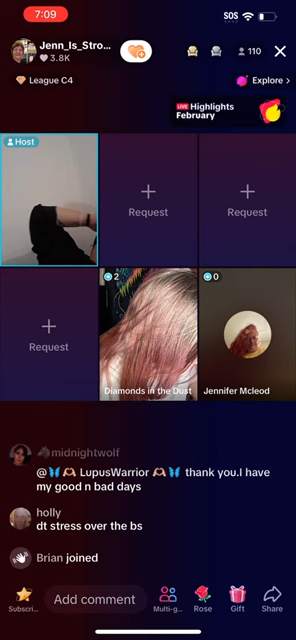 7:09
SOS
Jenn_Is_Stro...
3.8K
110
League C4
Explore >
LIVE Highlights
February
Host
Request
Request
Request
2
Diamonds in the Dust
0
Jennifer Mcleod
midnightwolf
@🦋🫶🏼 LupusWarrior 🫶🏼🦋 thank you.I have
my good n bad days
holly
dt stress over the bs
Brian joined
Subscri...
Add comment
Multi-g...
Rose
Gift
Share